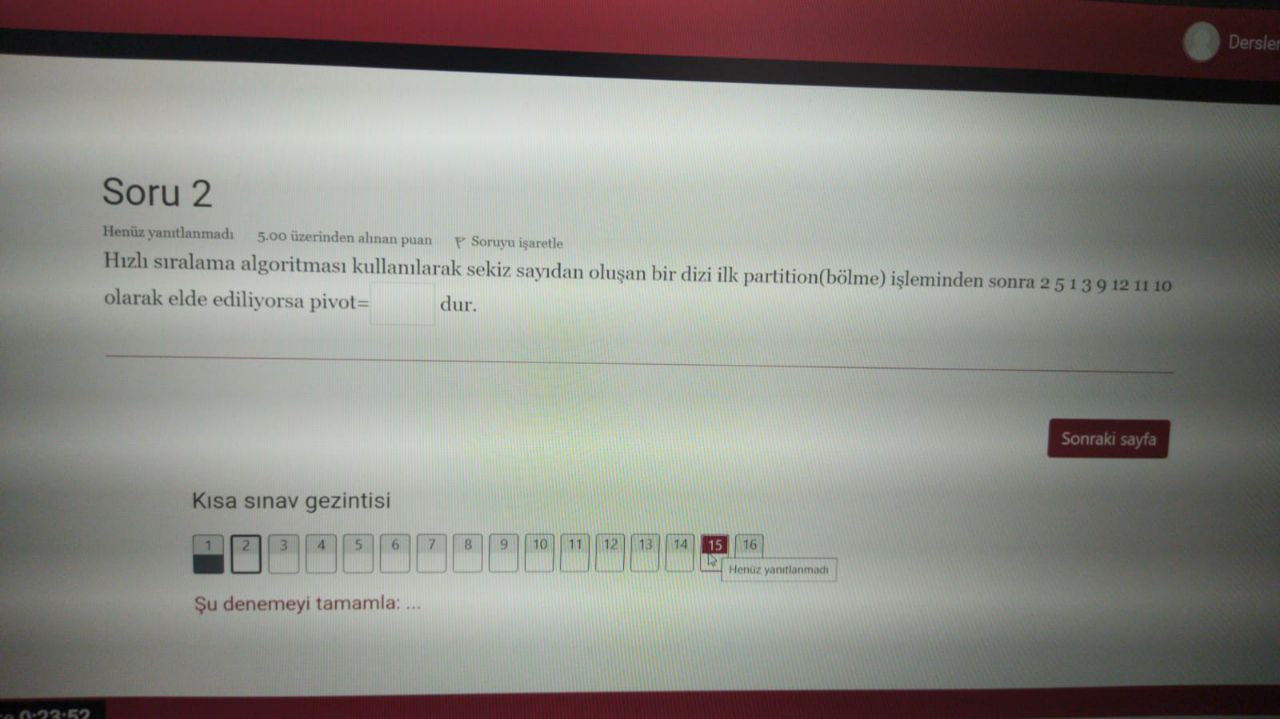 Dersler
Soru 2
Henüz yanıtlanmadı 5.00 üzerinden alınan puan Soruyu işaretle
Hızlı sıralama algoritması kullanılarak sekiz sayıdan oluşan bir dizi ilk partition(bölme) işleminden sonra 2 5 1 3 9 12 11 10
olarak elde ediliyorsa pivot= dur.
Sonraki sayfa
Kısa sınav gezintisi
1 2 3 4 5 6 7 8 9 10 11 12 13 14 15 16
Henüz yanıtlanmadı
Şu denemeyi tamamla: ...
0:23:52